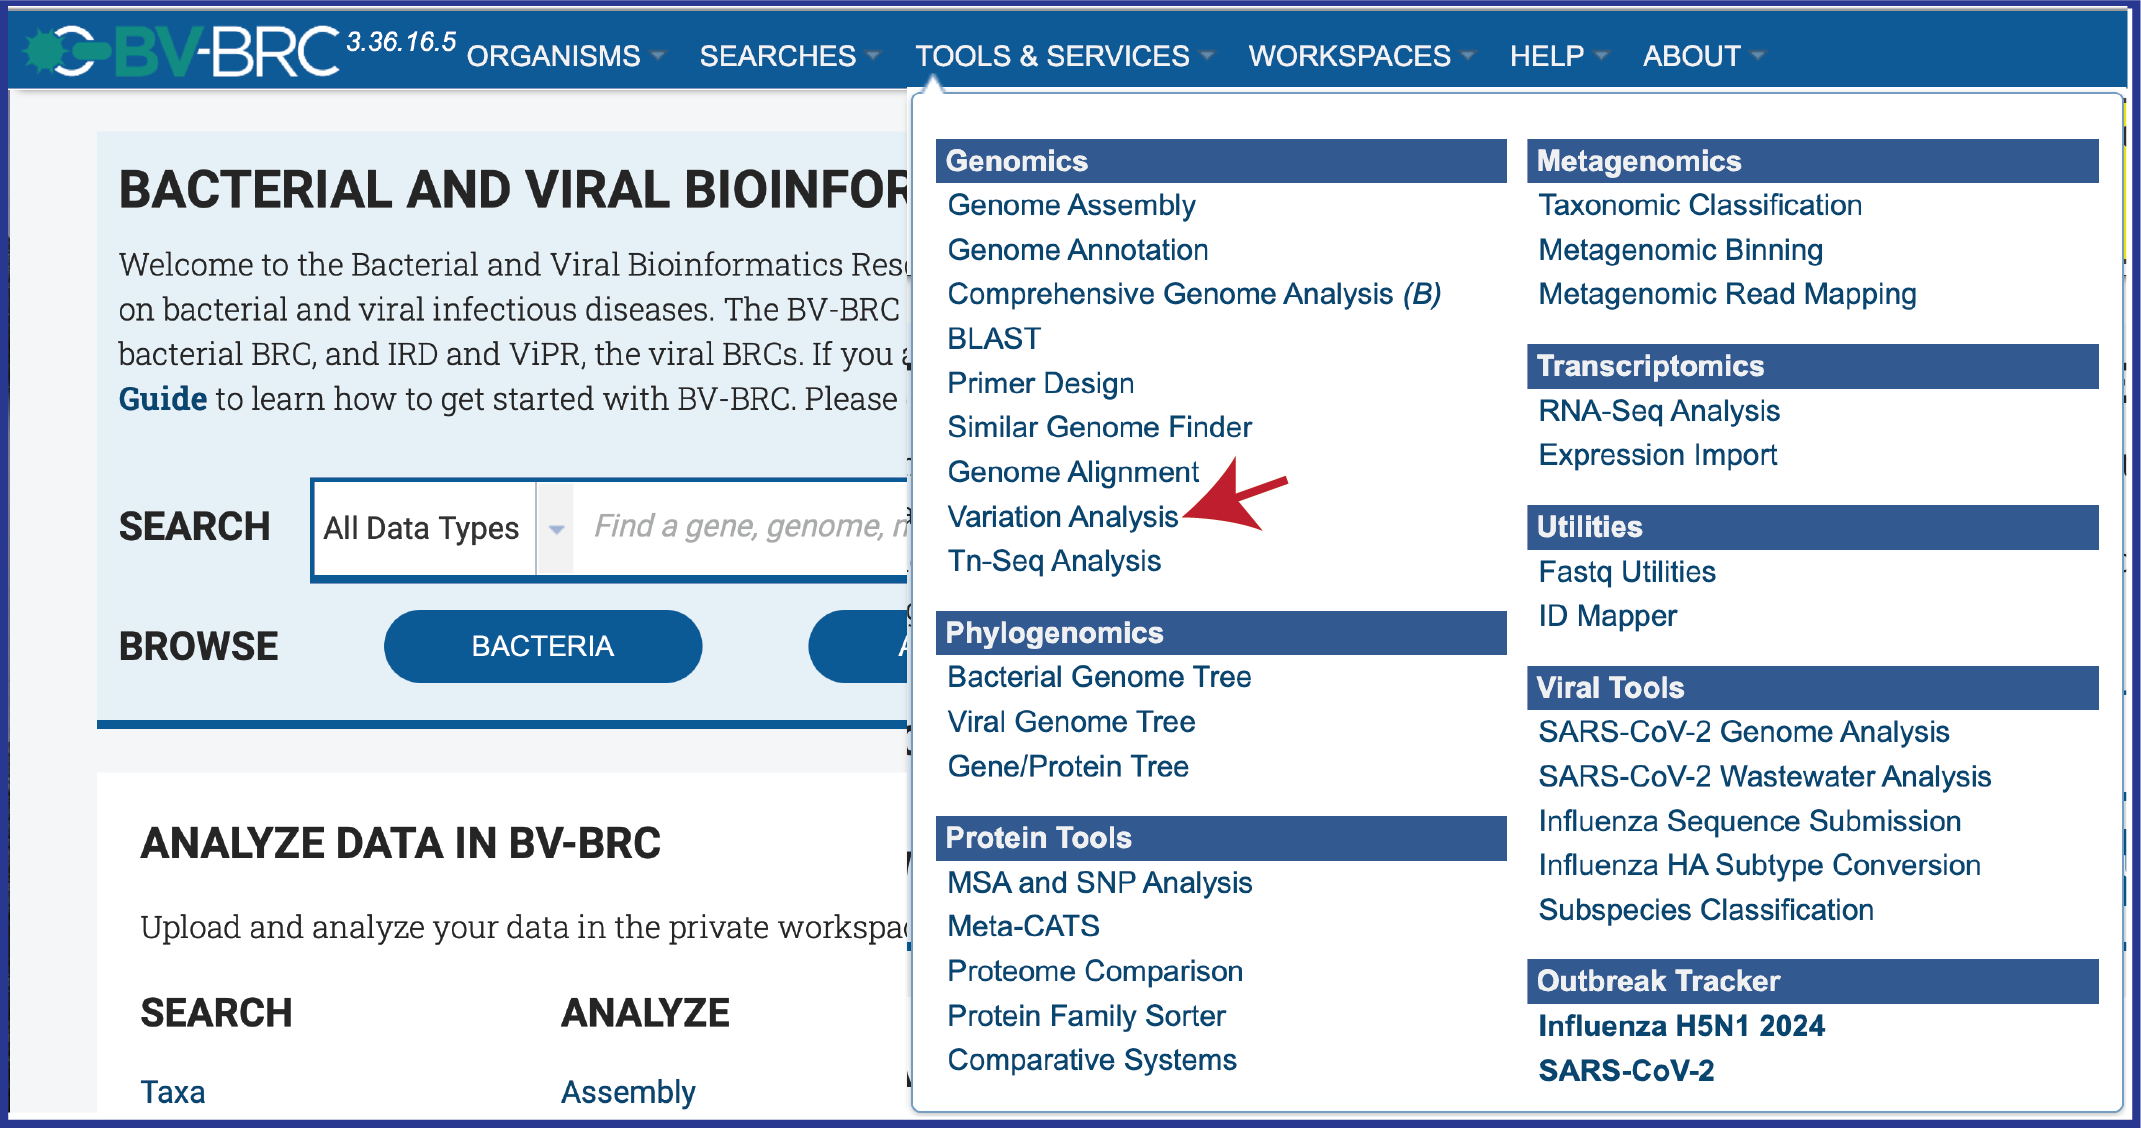 BV-BRC 3.36.16.5 ORGANISMS SEARCHES TOOLS & SERVICES WORKSPACES HELP ABOUT
BACTERIAL AND VIRAL BIOINFOR
Welcome to the Bacterial and Viral Bioinformatics
on bacterial and viral infectious diseases. The BV-BRC
bacterial BRC, and IRD and ViPR, the viral BRCs. If you
Guide to learn how to get started with BV-BRC. Please
SEARCH
All Data Types
Find a gene, genome,
BROWSE
BACTERIA
ANALYZE DATA IN BV-BRC
Upload and analyze your data in the private
SEARCH
Taxa
ANALYZE
Assembly
Genomics
Genome Assembly
Genome Annotation
Comprehensive Genome Analysis (B)
BLAST
Primer Design
Similar Genome Finder
Genome Alignment
Variation Analysis
Tn-Seq Analysis
Phylogenomics
Bacterial Genome Tree
Viral Genome Tree
Gene/Protein Tree
Protein Tools
MSA and SNP Analysis
Meta-CATS
Proteome Comparison
Protein Family Sorter
Comparative Systems
Metagenomics
Taxonomic Classification
Metagenomic Binning
Metagenomic Read Mapping
Transcriptomics
RNA-Seq Analysis
Expression Import
Utilities
Fastq Utilities
ID Mapper
Viral Tools
SARS-CoV-2 Genome Analysis
SARS-CoV-2 Wastewater Analysis
Influenza Sequence Submission
Influenza HA Subtype Conversion
Subspecies Classification
Outbreak Tracker
Influenza H5N1 2024
SARS-CoV-2